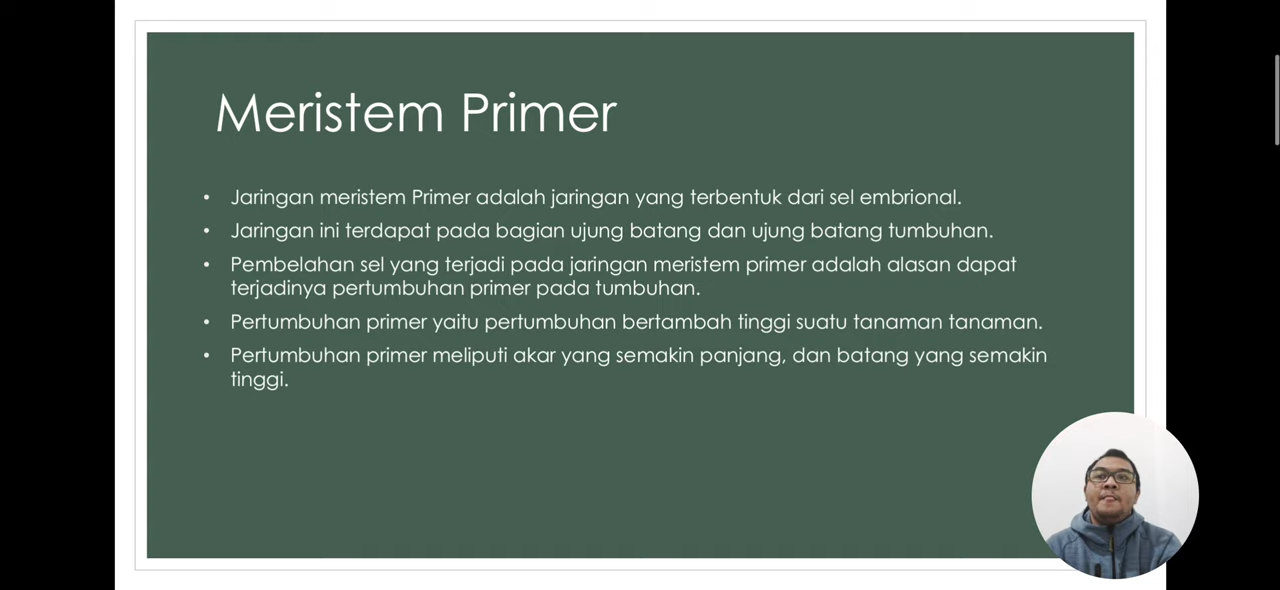 Meristem Primer
• Jaringan meristem Primer adalah jaringan yang terbentuk dari sel embrional.
• Jaringan ini terdapat pada bagian ujung batang dan ujung batang tumbuhan.
• Pembelahan sel yang terjadi pada jaringan meristem primer adalah alasan dapat
terjadinya pertumbuhan primer pada tumbuhan.
• Pertumbuhan primer yaitu pertumbuhan bertambah tinggi suatu tanaman tanaman.
• Pertumbuhan primer meliputi akar yang semakin panjang, dan batang yang semakin
tinggi.